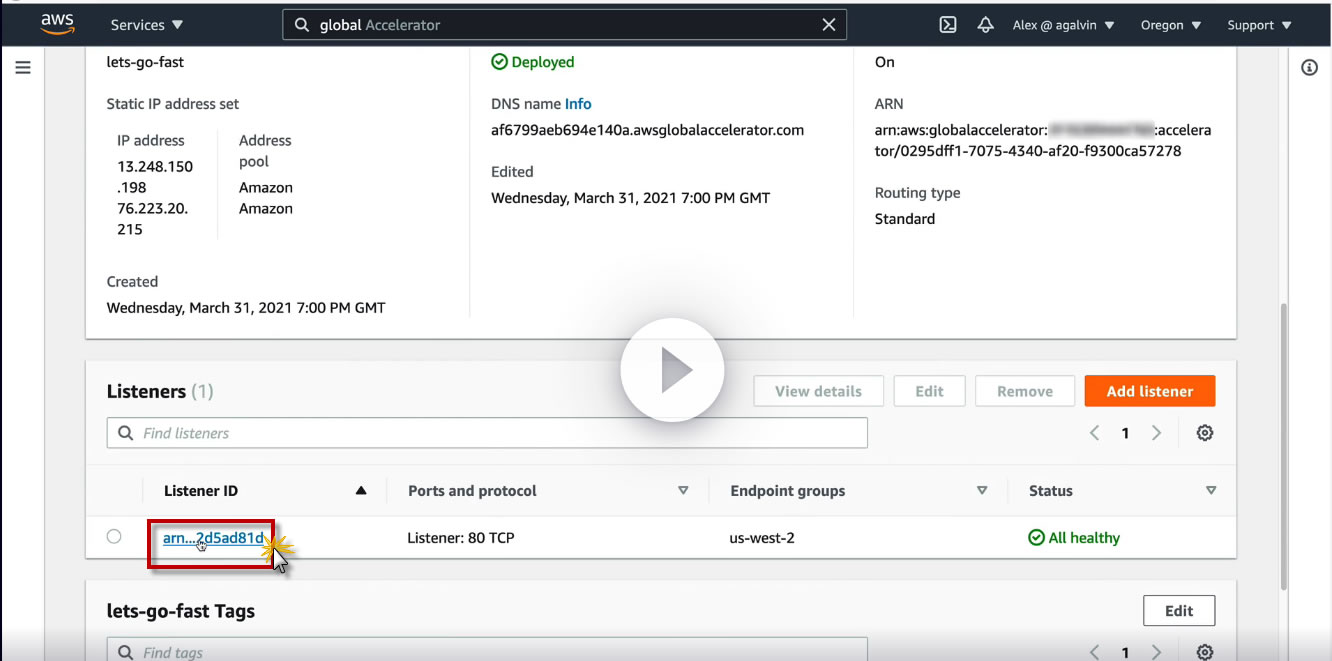 aws
Services
global Accelerator
Alex @ agalvin
Oregon
Support
lets-go-fast
Deployed
On
Static IP address set
DNS name Info
ARN
IP address
Address
pool
af6799aeb694e140a.awsglobalaccelerator.com
arn:aws:globalaccelerator: :accelera
tor/0295dff1-7075-4340-af20-f9300ca57278
13.248.150
.198
Amazon
76.223.20.
215
Amazon
Edited
Wednesday, March 31, 2021 7:00 PM GMT
Routing type
Standard
Created
Wednesday, March 31, 2021 7:00 PM GMT
Listeners (1)
View details
Edit
Remove
Add listener
Find listeners
1
Listener ID
Ports and protocol
Endpoint groups
Status
arn...2d5ad81d
Listener: 80 TCP
us-west-2
All healthy
lets-go-fast Tags
Edit
Find tags
1